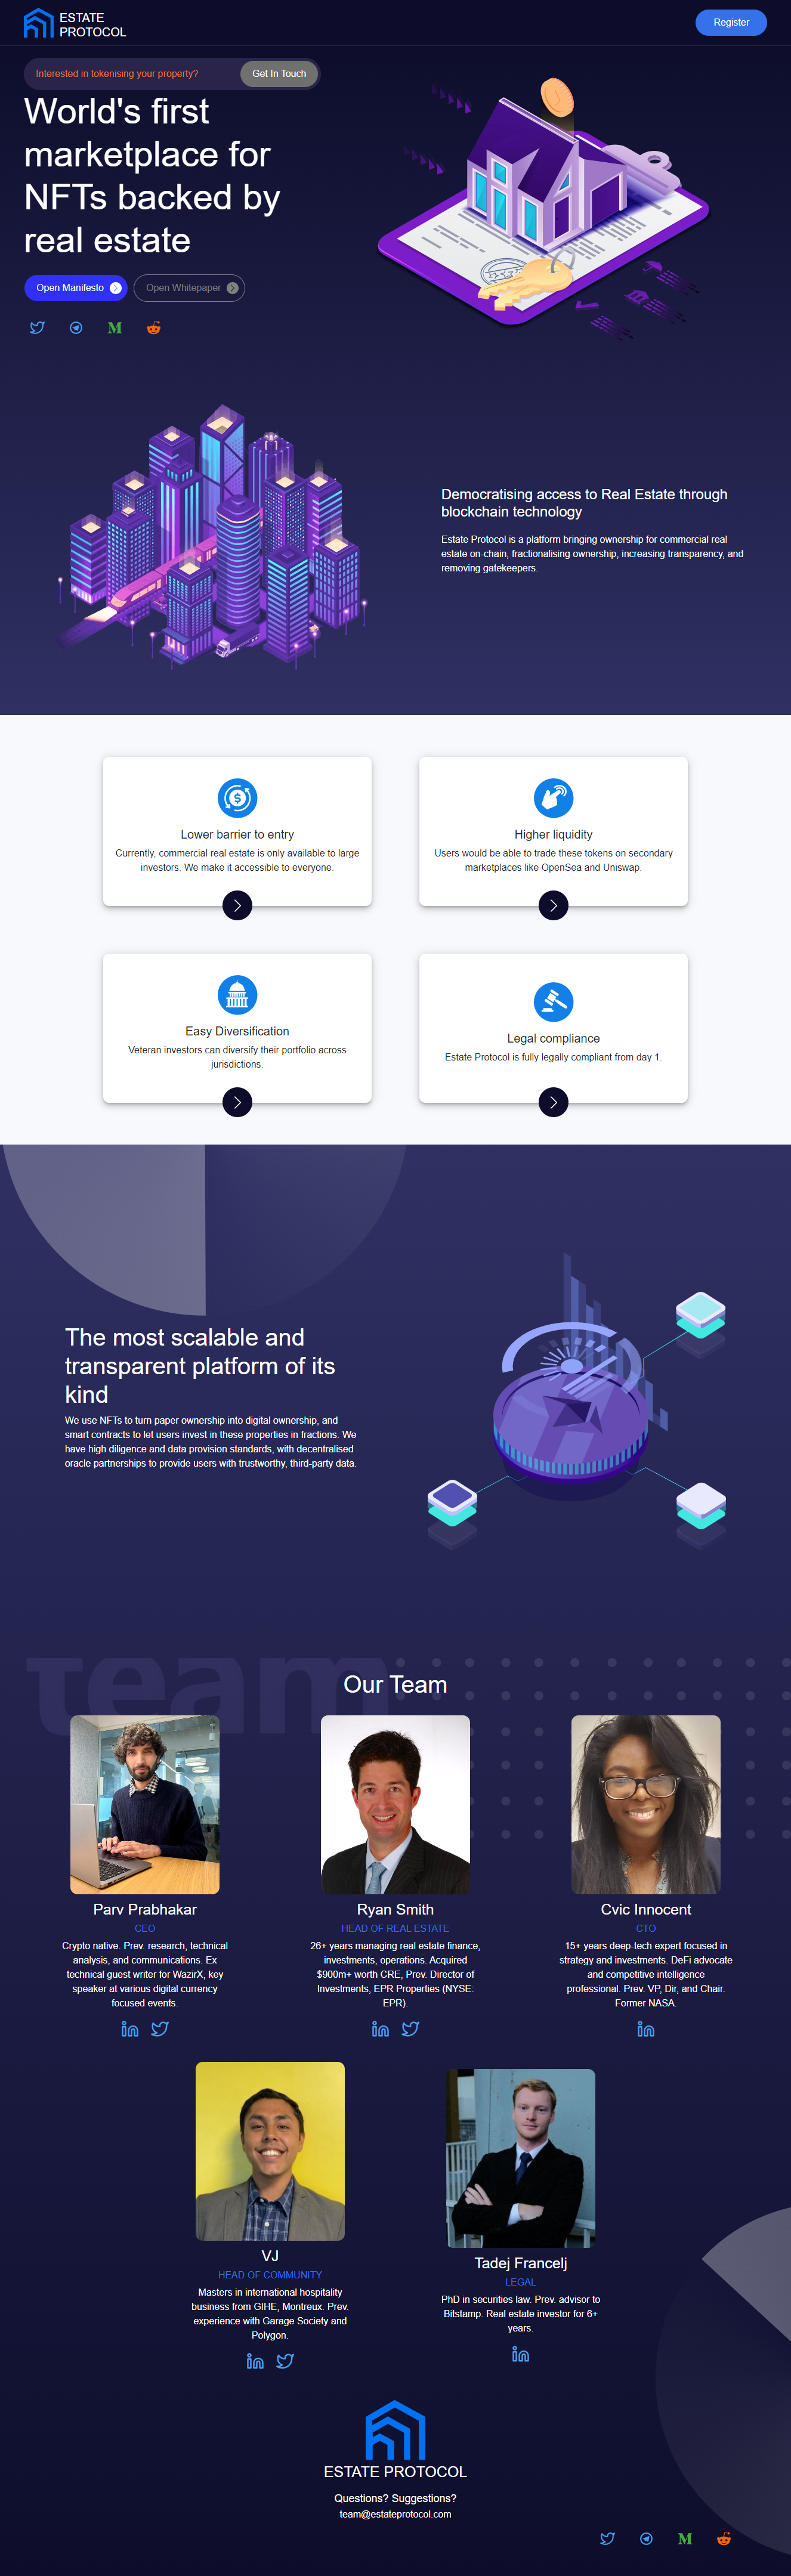 ESTATE
PROTOCOL
Register
Interested in tokenising your property?
Get In Touch
World's first
marketplace for
NFTs backed by
real estate
Open Manifesto
Open Whitepaper
Democratising access to Real Estate through
blockchain technology
Estate Protocol is a platform bringing ownership for commercial real
estate on-chain, fractionalising ownership, increasing transparency, and
removing gatekeepers.
Lower barrier to entry
Currently, commercial real estate is only available to large
investors. We make it accessible to everyone.
Higher liquidity
Users would be able to trade these tokens on secondary
marketplaces like OpenSea and Uniswap.
Easy Diversification
Veteran investors can diversify their portfolio across
jurisdictions.
Legal compliance
Estate Protocol is fully legally compliant from day 1.
The most scalable and
transparent platform of its
kind
We use NFTs to turn paper ownership into digital ownership, and
smart contracts to let users invest in these properties in fractions. We
have high diligence and data provision standards, with decentralised
oracle partnerships to provide users with trustworthy, third-party data.
team
Our Team
Parv Prabhakar
CEO
Crypto native. Prev. research, technical
analysis, and communications. Ex
technical guest writer for WazirX, key
speaker at various digital currency
focused events.
Ryan Smith
HEAD OF REAL ESTATE
26+ years managing real estate finance,
investments, operations. Acquired
$900m+ worth CRE, Prev. Director of
Investments, EPR Properties (NYSE:
EPR).
Cvic Innocent
CTO
15+ years deep-tech expert focused in
strategy and investments. DeFi advocate
and competitive intelligence
professional. Prev. VP, Dir, and Chair.
Former NASA.
VJ
HEAD OF COMMUNITY
Masters in international hospitality
business from GIHE, Montreux. Prev.
experience with Garage Society and
Polygon.
Tadej Francelj
LEGAL
PhD in securities law. Prev. advisor to
Bitstamp. Real estate investor for 6+
years.
ESTATE PROTOCOL
Questions? Suggestions?
team@estateprotocol.com